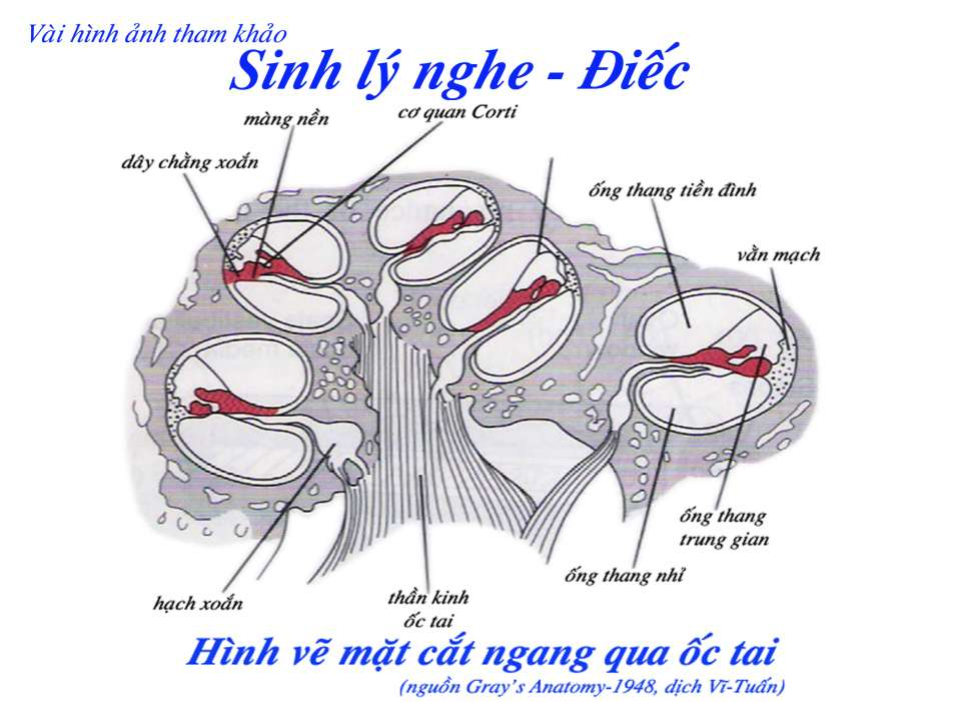 Vài hình ảnh tham khảo
Sinh lý nghe - Điếc
màng nền
cơ quan Corti
dây chằng xoắn
ống thang tiền đình
vằn mạch
ống thang
trung gian
ống thang nhỉ
hạch xoắn
thần kinh
ốc tai
Hình vẽ mặt cắt ngang qua ốc tai
(nguồn Gray's Anatomy-1948, dịch Vĩ-Tuấn)